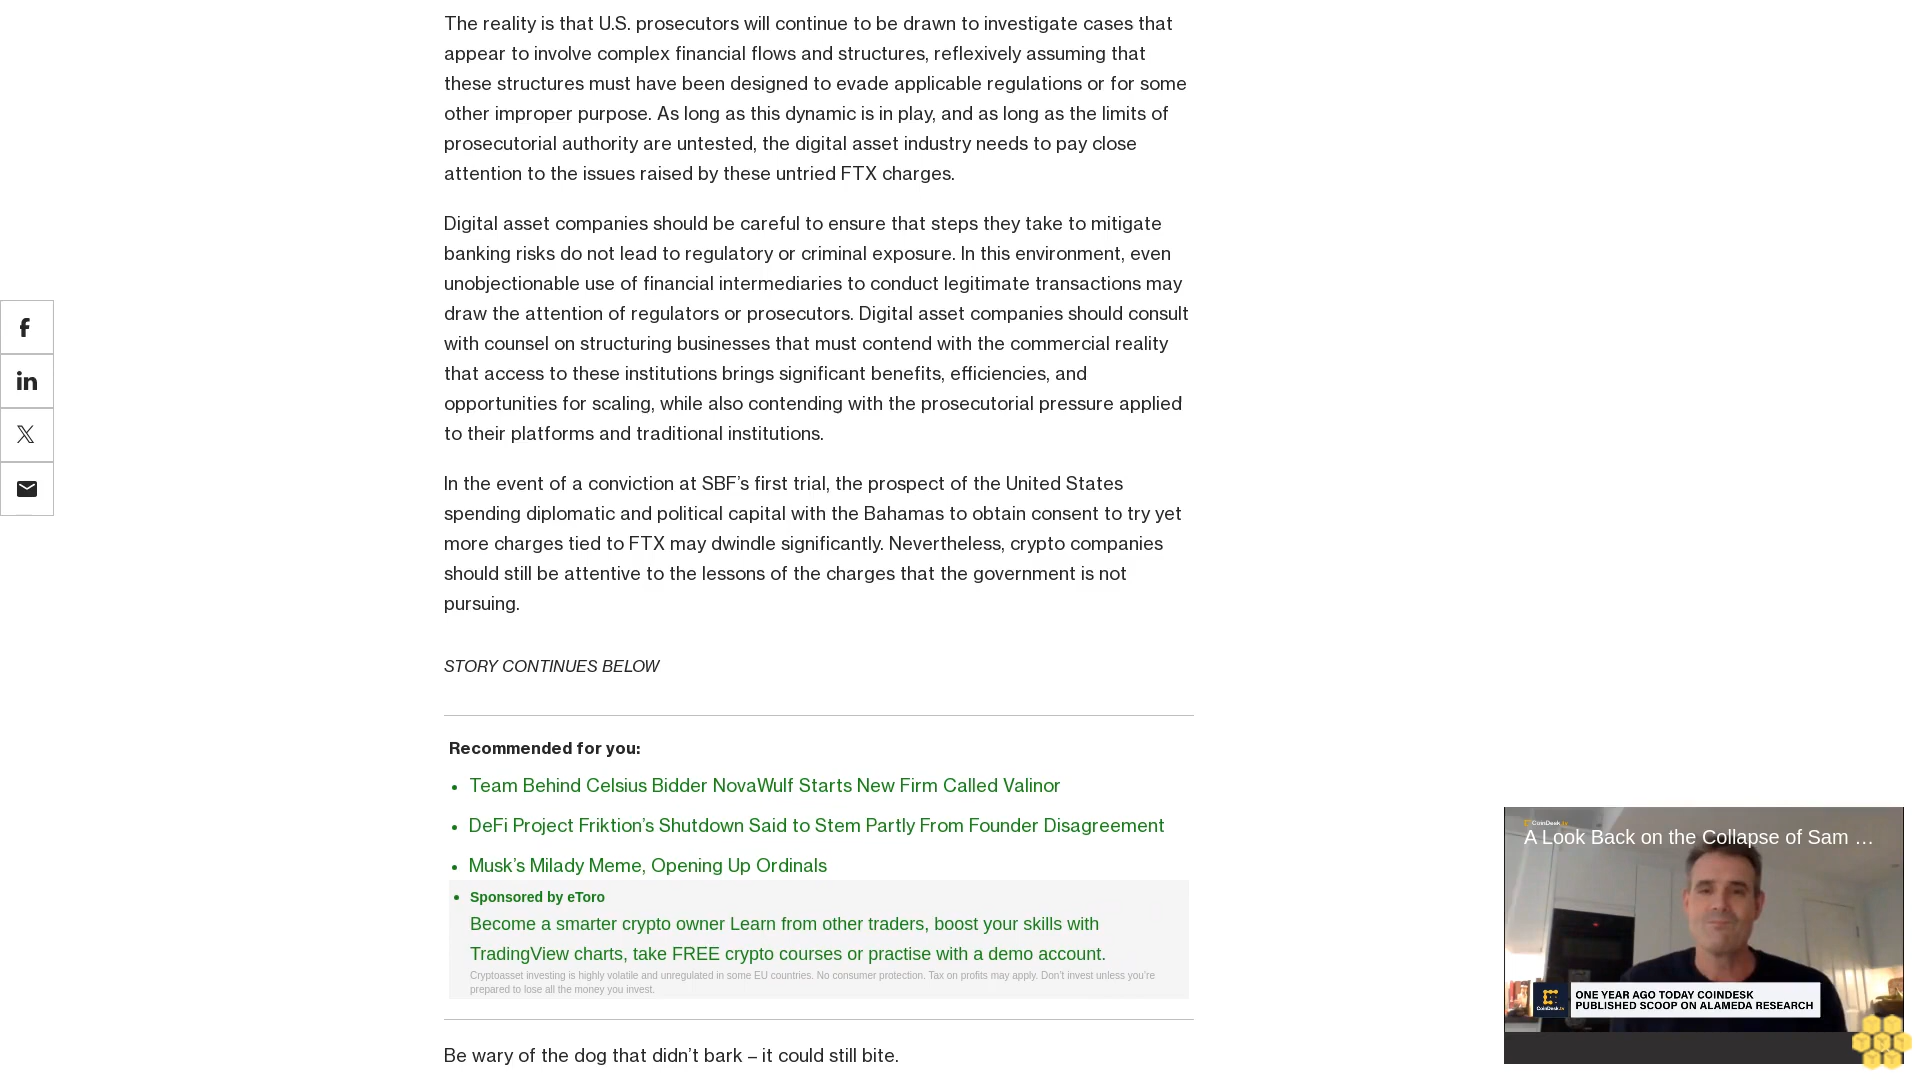 The reality is that U.S. prosecutors will continue to be drawn to investigate cases that
appear to involve complex financial flows and structures, reflexively assuming that
these structures must have been designed to evade applicable regulations or for some
other improper purpose. As long as this dynamic is in play, and as long as the limits of
prosecutorial authority are untested, the digital asset industry needs to pay close
attention to the issues raised by these untried FTX charges.
Digital asset companies should be careful to ensure that steps they take to mitigate
banking risks do not lead to regulatory or criminal exposure. In this environment, even
unobjectionable use of financial intermediaries to conduct legitimate transactions may
draw the attention of regulators or prosecutors. Digital asset companies should consult
with counsel on structuring businesses that must contend with the commercial reality
that access to these institutions brings significant benefits, efficiencies, and
opportunities for scaling, while also contending with the prosecutorial pressure applied
to their platforms and traditional institutions.
In the event of a conviction at SBF’s first trial, the prospect of the United States
spending diplomatic and political capital with the Bahamas to obtain consent to try yet
more charges tied to FTX may dwindle significantly. Nevertheless, crypto companies
should still be attentive to the lessons of the charges that the government is not
pursuing.
STORY CONTINUES BELOW
Recommended for you:
• Team Behind Celsius Bidder NovaWulf Starts New Firm Called Valinor
• DeFi Project Friktion’s Shutdown Said to Stem Partly From Founder Disagreement
• Musk’s Milady Meme, Opening Up Ordinals
• Sponsored by eToro
Become a smarter crypto owner Learn from other traders, boost your skills with
TradingView charts, take FREE crypto courses or practise with a demo account.
Cryptoasset investing is highly volatile and unregulated in some EU countries. No consumer protection. Tax on profits may apply. Don’t invest unless you’re
prepared to lose all the money you invest.
Be wary of the dog that didn’t bark – it could still bite.
CoinDesk.tv
A Look Back on the Collapse of Sam …
CoinDesk.tv
ONE YEAR AGO TODAY COINDESK
PUBLISHED SCOOP ON ALAMEDA RESEARCH